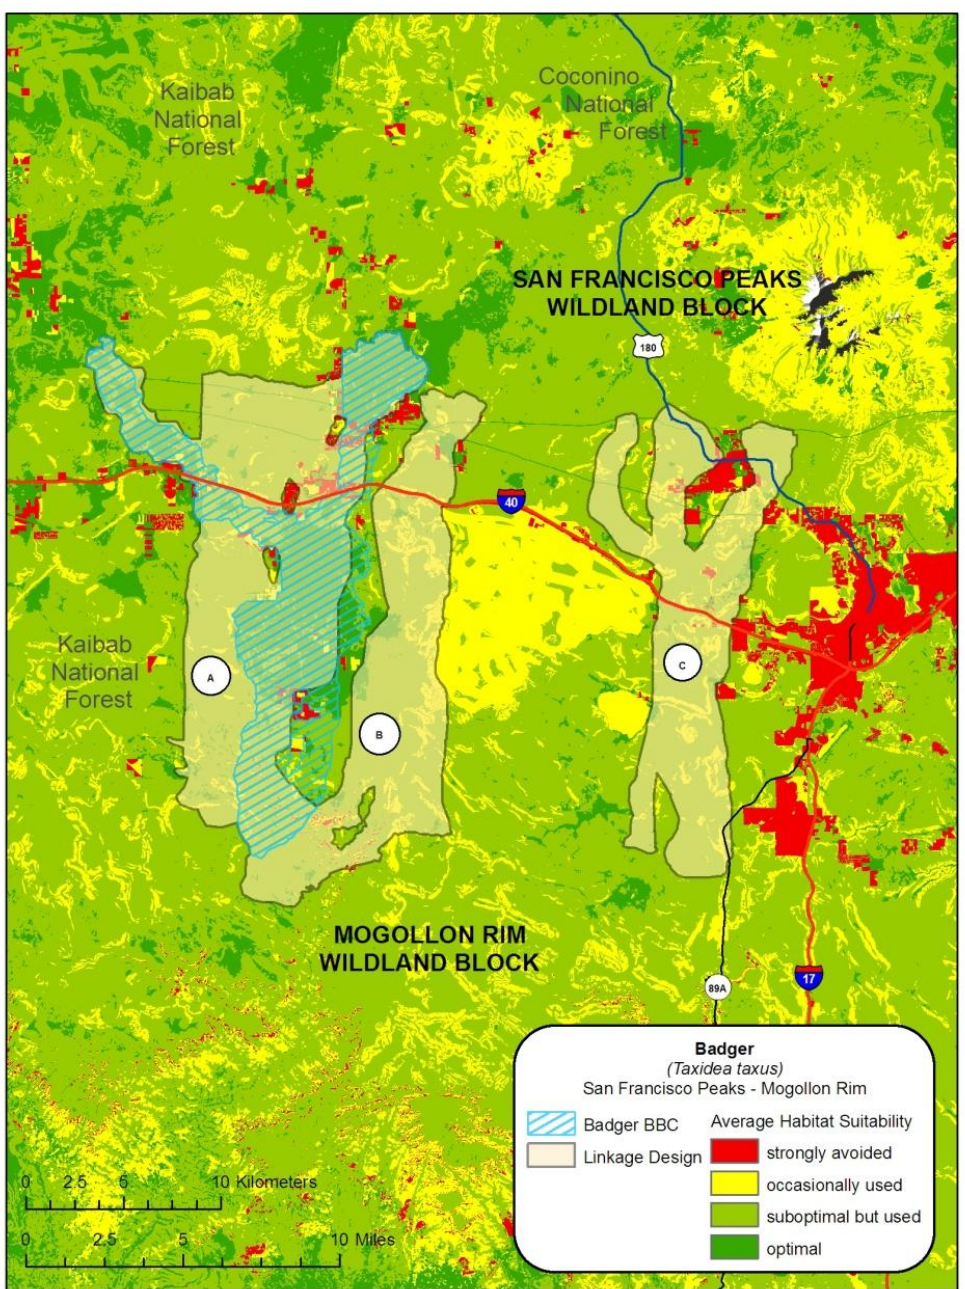 Kaibab
National
Forest
Coconino
National
Forest
SAN FRANCISCO PEAKS
WILDLAND BLOCK
180
40
Kaibab
National
Forest
A
B
C
MOGOLLON RIM
WILDLAND BLOCK
89A
17
Badger
(Taxidea taxus)
San Francisco Peaks - Mogollon Rim
Badger BBC
Linkage Design
Average Habitat Suitability
strongly avoided
occasionally used
suboptimal but used
optimal
0 2.5 5 10 Kilometers
0 2.5 5 10 Miles